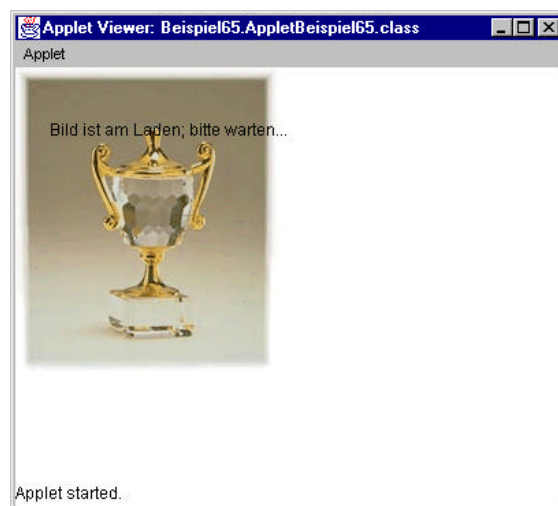 Applet Viewer: Beispiel65.AppletBeispiel65.class
Applet
Bild ist am Laden; bitte warten...
Applet started.